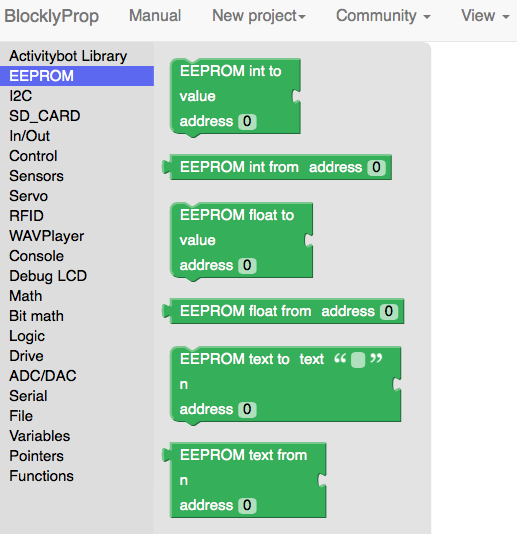 BlocklyProp Manual New project Community View
Activitybot Library
EEPROM
I2C
SD_CARD
In/Out
Control
Sensors
Servo
RFID
WAVPlayer
Console
Debug LCD
Math
Bit math
Logic
Drive
ADC/DAC
Serial
File
Variables
Pointers
Functions
EEPROM int to
value
address 0
EEPROM int from address 0
EEPROM float to
value
address 0
EEPROM float from address 0
EEPROM text to text “ ”
n
address 0
EEPROM text from
n
address 0